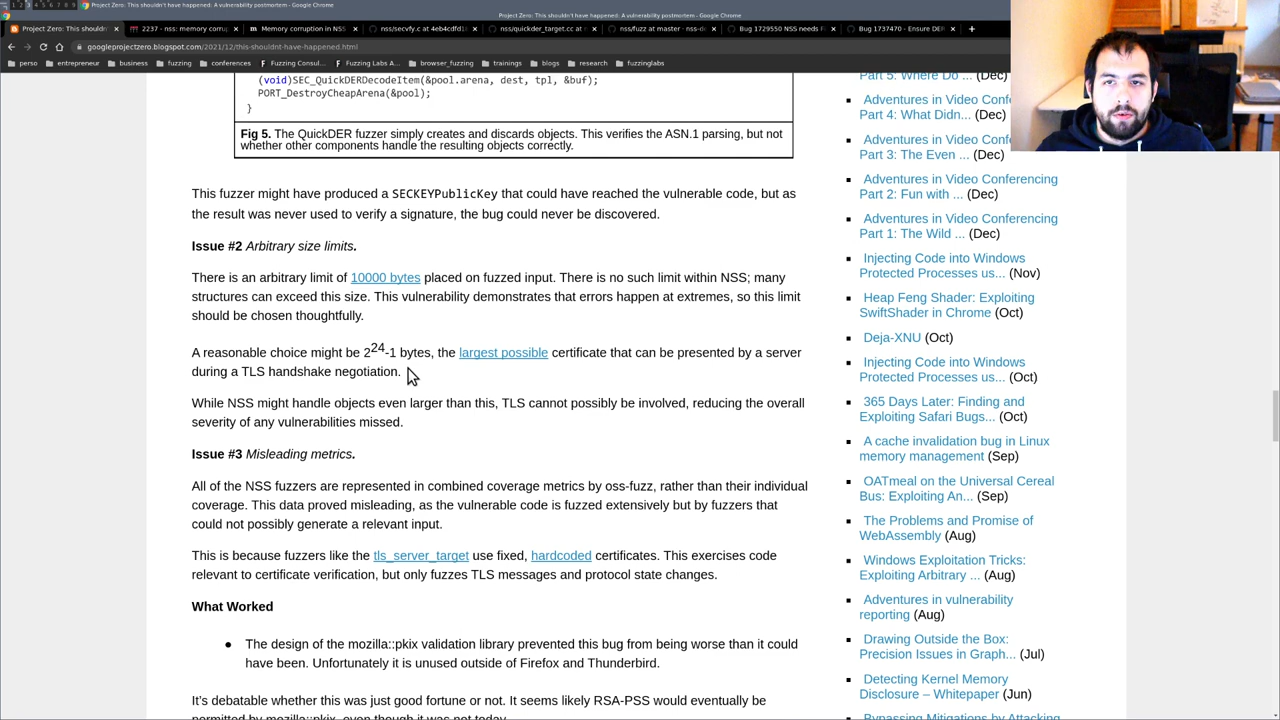 1 2 3 4 5 6 7 8 9 Project Zero: This shouldn't have happened: A vulnerability postmortem - Google Chrome
Project Zero: This shouldn't have happened: A vulnerability postmortem - Google Chrome
Project Zero: This shouldn'
2237 - nss: memory corrup
Memory corruption in NSS
nss/secvfy.c at 4eb4cdfd1
nss/quickder_target.cc at
nss/fuzz at master · nss-d
Bug 1729550 NSS needs F
Bug 1737470 - Ensure DER
googleprojectzero.blogspot.com/2021/12/this-shouldnt-have-happened.html
perso entrepreneur business fuzzing conferences Fuzzing Consul... Fuzzing Labs A... browser_fuzzing trainings blogs research fuzzinglabs
(void)SEC_QuickDERDecodeItem(&pool.arena, dest, tpl, &buf);
PORT_DestroyCheapArena(&pool);
}
Fig 5. The QuickDER fuzzer simply creates and discards objects. This verifies the ASN.1 parsing, but not
whether other components handle the resulting objects correctly.
This fuzzer might have produced a SECKEYPublicKey that could have reached the vulnerable code, but as
the result was never used to verify a signature, the bug could never be discovered.
Issue #2 Arbitrary size limits.
There is an arbitrary limit of 10000 bytes placed on fuzzed input. There is no such limit within NSS; many
structures can exceed this size. This vulnerability demonstrates that errors happen at extremes, so this limit
should be chosen thoughtfully.
A reasonable choice might be 2^24-1 bytes, the largest possible certificate that can be presented by a server
during a TLS handshake negotiation.
While NSS might handle objects even larger than this, TLS cannot possibly be involved, reducing the overall
severity of any vulnerabilities missed.
Issue #3 Misleading metrics.
All of the NSS fuzzers are represented in combined coverage metrics by oss-fuzz, rather than their individual
coverage. This data proved misleading, as the vulnerable code is fuzzed extensively but by fuzzers that
could not possibly generate a relevant input.
This is because fuzzers like the tls_server_target use fixed, hardcoded certificates. This exercises code
relevant to certificate verification, but only fuzzes TLS messages and protocol state changes.
What Worked
● The design of the mozilla::pkix validation library prevented this bug from being worse than it could
have been. Unfortunately it is unused outside of Firefox and Thunderbird.
It's debatable whether this was just good fortune or not. It seems likely RSA-PSS would eventually be
permitted by mozilla::pkix, even though it was not today.
Part 5: Where Do ... (Dec)
Adventures in Video Conf
Part 4: What Didn... (Dec)
Adventures in Video Conf
Part 3: The Even ... (Dec)
Adventures in Video Conferencing
Part 2: Fun with ... (Dec)
Adventures in Video Conferencing
Part 1: The Wild ... (Dec)
Injecting Code into Windows
Protected Processes us... (Nov)
Heap Feng Shader: Exploiting
SwiftShader in Chrome (Oct)
Deja-XNU (Oct)
Injecting Code into Windows
Protected Processes us... (Oct)
365 Days Later: Finding and
Exploiting Safari Bugs... (Oct)
A cache invalidation bug in Linux
memory management (Sep)
OATmeal on the Universal Cereal
Bus: Exploiting An... (Sep)
The Problems and Promise of
WebAssembly (Aug)
Windows Exploitation Tricks:
Exploiting Arbitrary ... (Aug)
Adventures in vulnerability
reporting (Aug)
Drawing Outside the Box:
Precision Issues in Graph... (Jul)
Detecting Kernel Memory
Disclosure – Whitepaper (Jun)
Bypassing Mitigations by Attacking